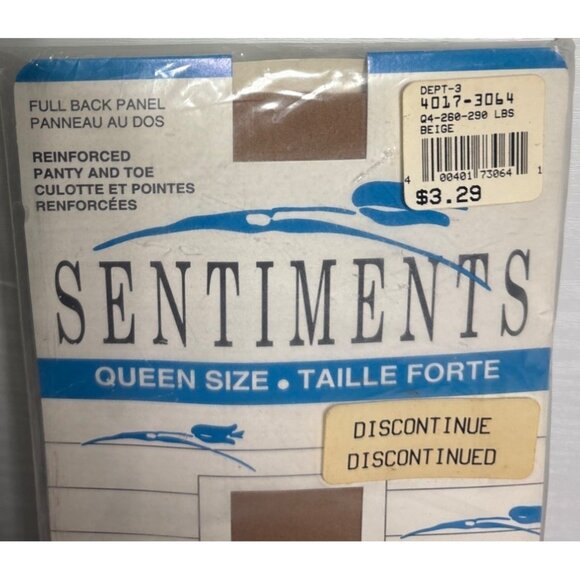 FULL BACK PANEL
PANNEAU AU DOS
REINFORCED
PANTY AND TOE
CULOTTE ET POINTES
RENFORCÉES
DEPT-3
4017-3064
Q4-260-290 LBS
BEIGE
4 00401 73064 1
$3.29
SENTIMENTS
QUEEN SIZE • TAILLE FORTE
DISCONTINUE
DISCONTINUED